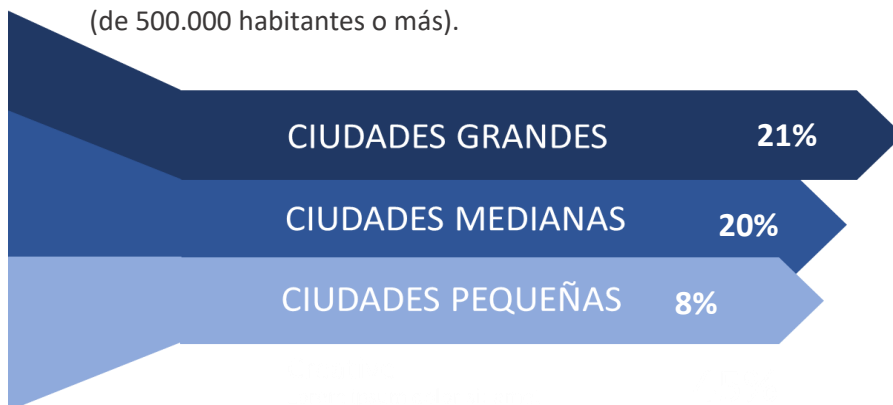 (de 500.000 habitantes o más).
CIUDADES GRANDES 21%
CIUDADES MEDIANAS 20%
CIUDADES PEQUEÑAS 8%